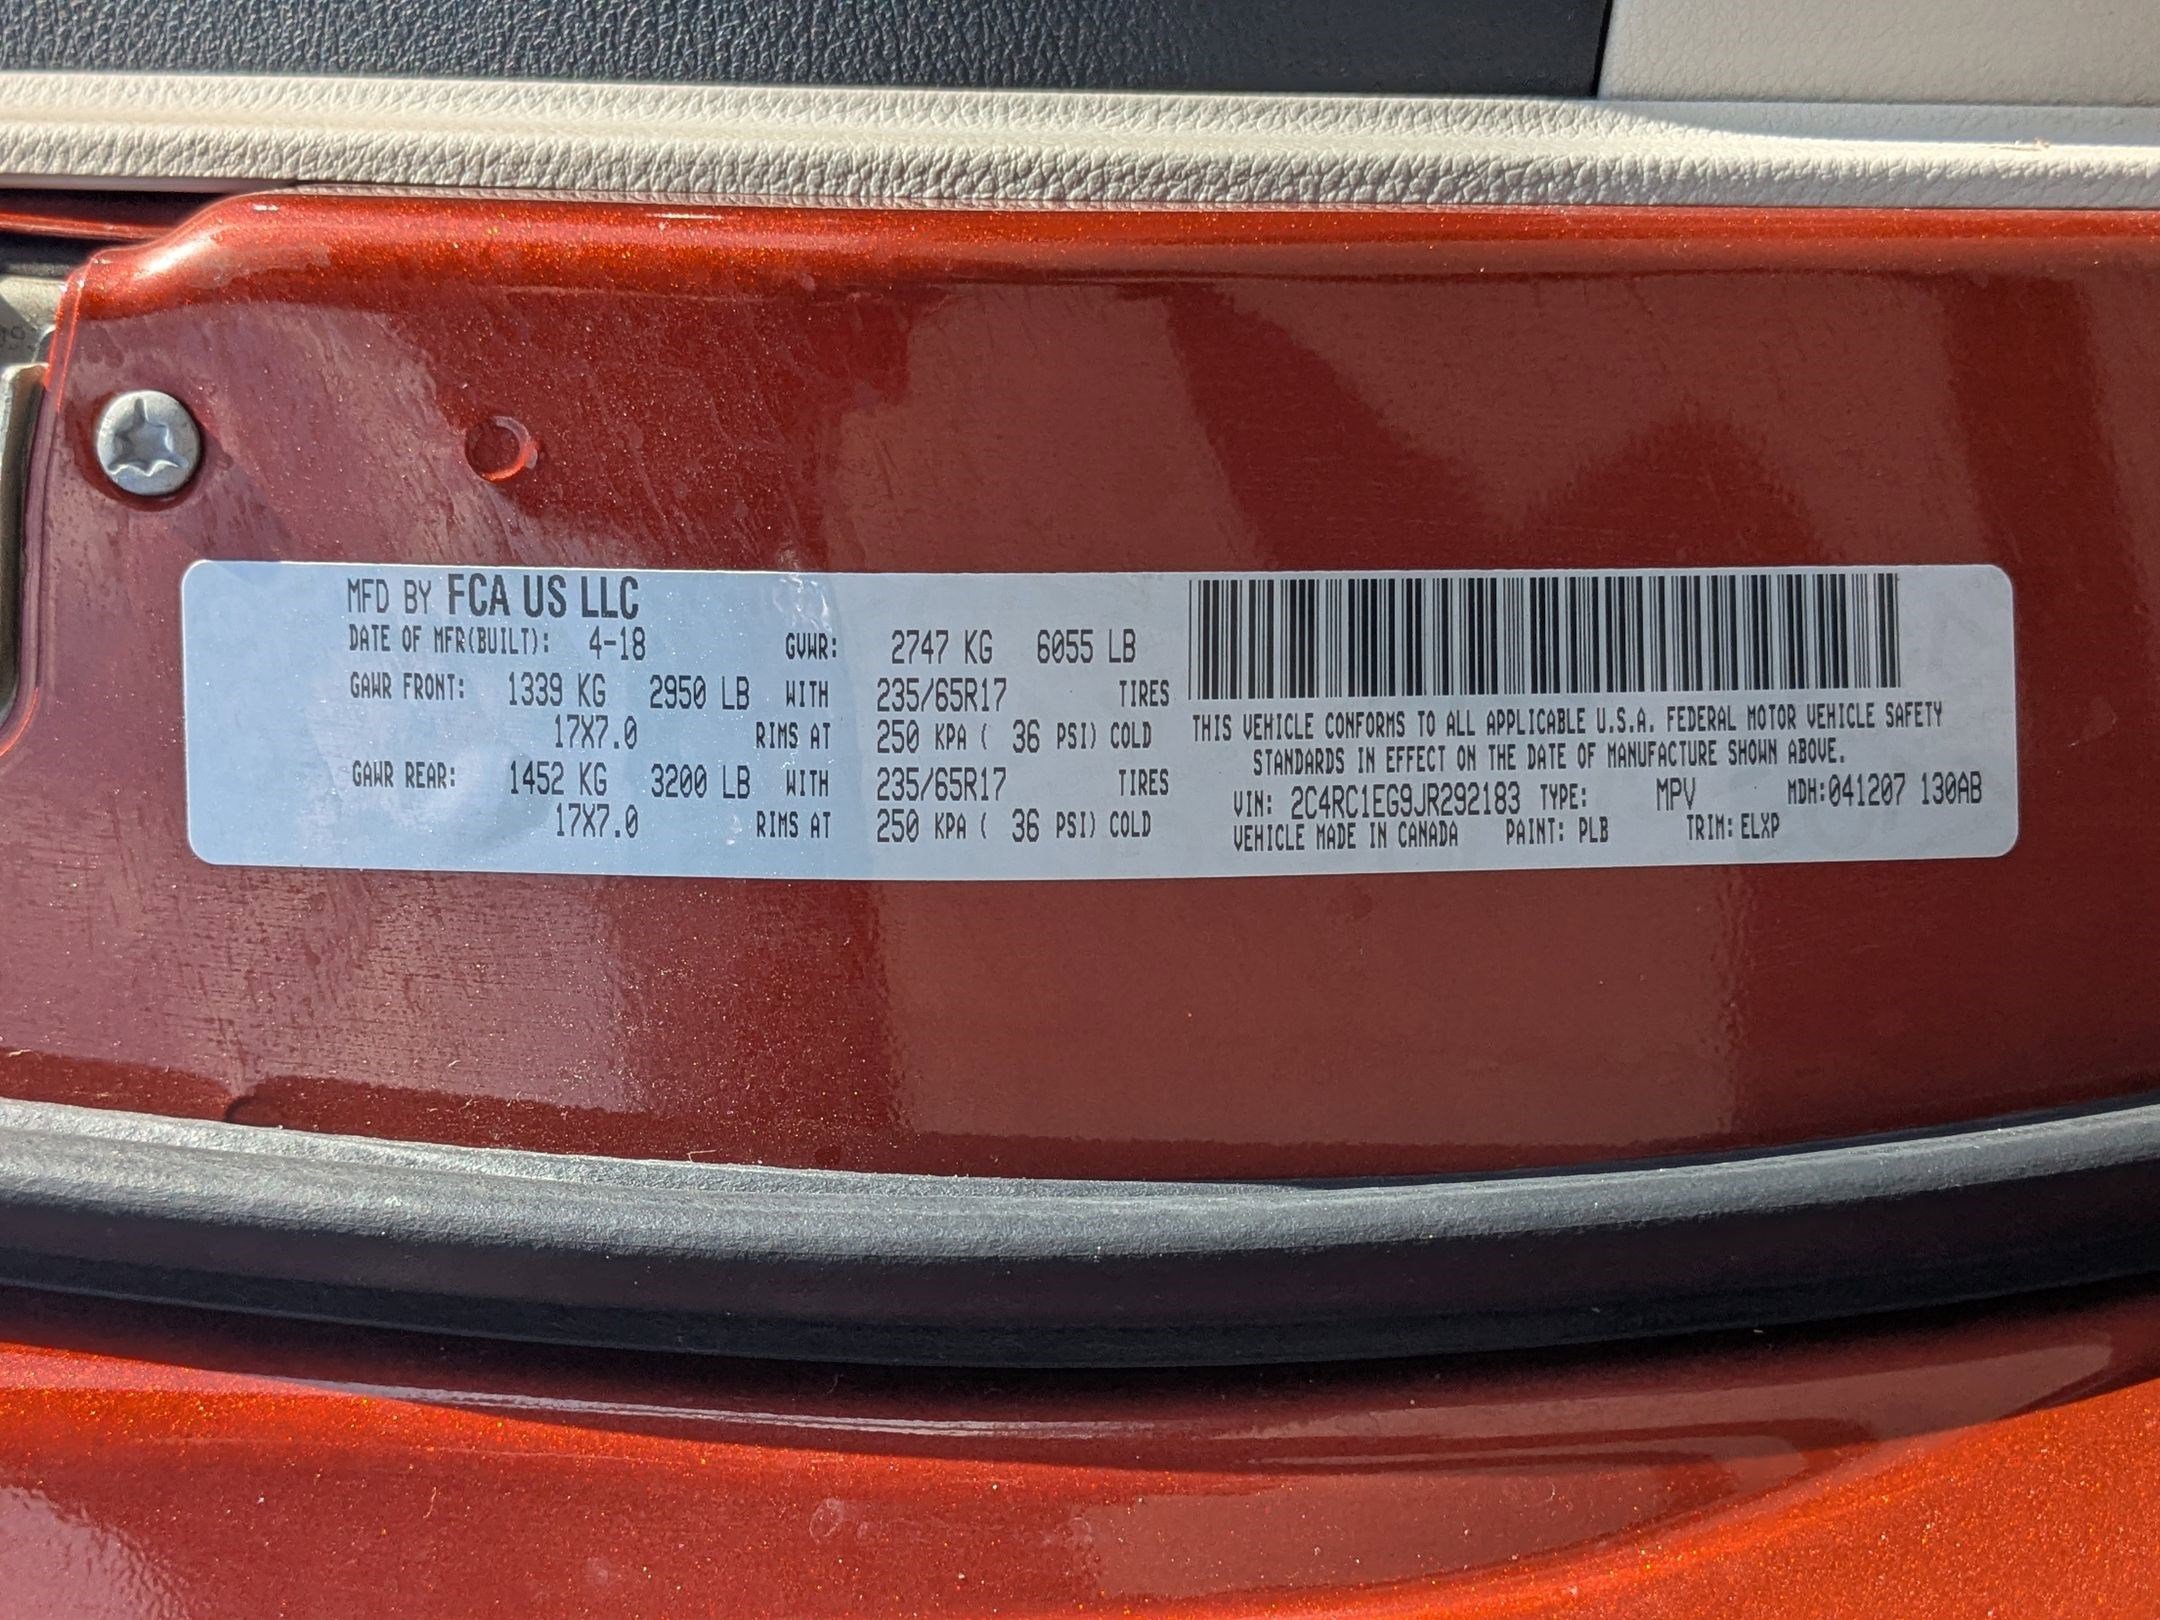 MFD BY FCA US LLC
DATE OF MFR(BUILT): 4-18 GVWR: 2747 KG 6055 LB
GAWR FRONT: 1339 KG 2950 LB WITH 235/65R17 TIRES
17X7.0 RIMS AT 250 KPA ( 36 PSI) COLD
GAWR REAR: 1452 KG 3200 LB WITH 235/65R17 TIRES
17X7.0 RIMS AT 250 KPA ( 36 PSI) COLD
THIS VEHICLE CONFORMS TO ALL APPLICABLE U.S.A. FEDERAL MOTOR VEHICLE SAFETY
STANDARDS IN EFFECT ON THE DATE OF MANUFACTURE SHOWN ABOVE.
VIN: 2C4RC1EG9JR292183 TYPE: MPV MDH:041207 130AB
VEHICLE MADE IN CANADA PAINT: PLB TRIM: ELXP